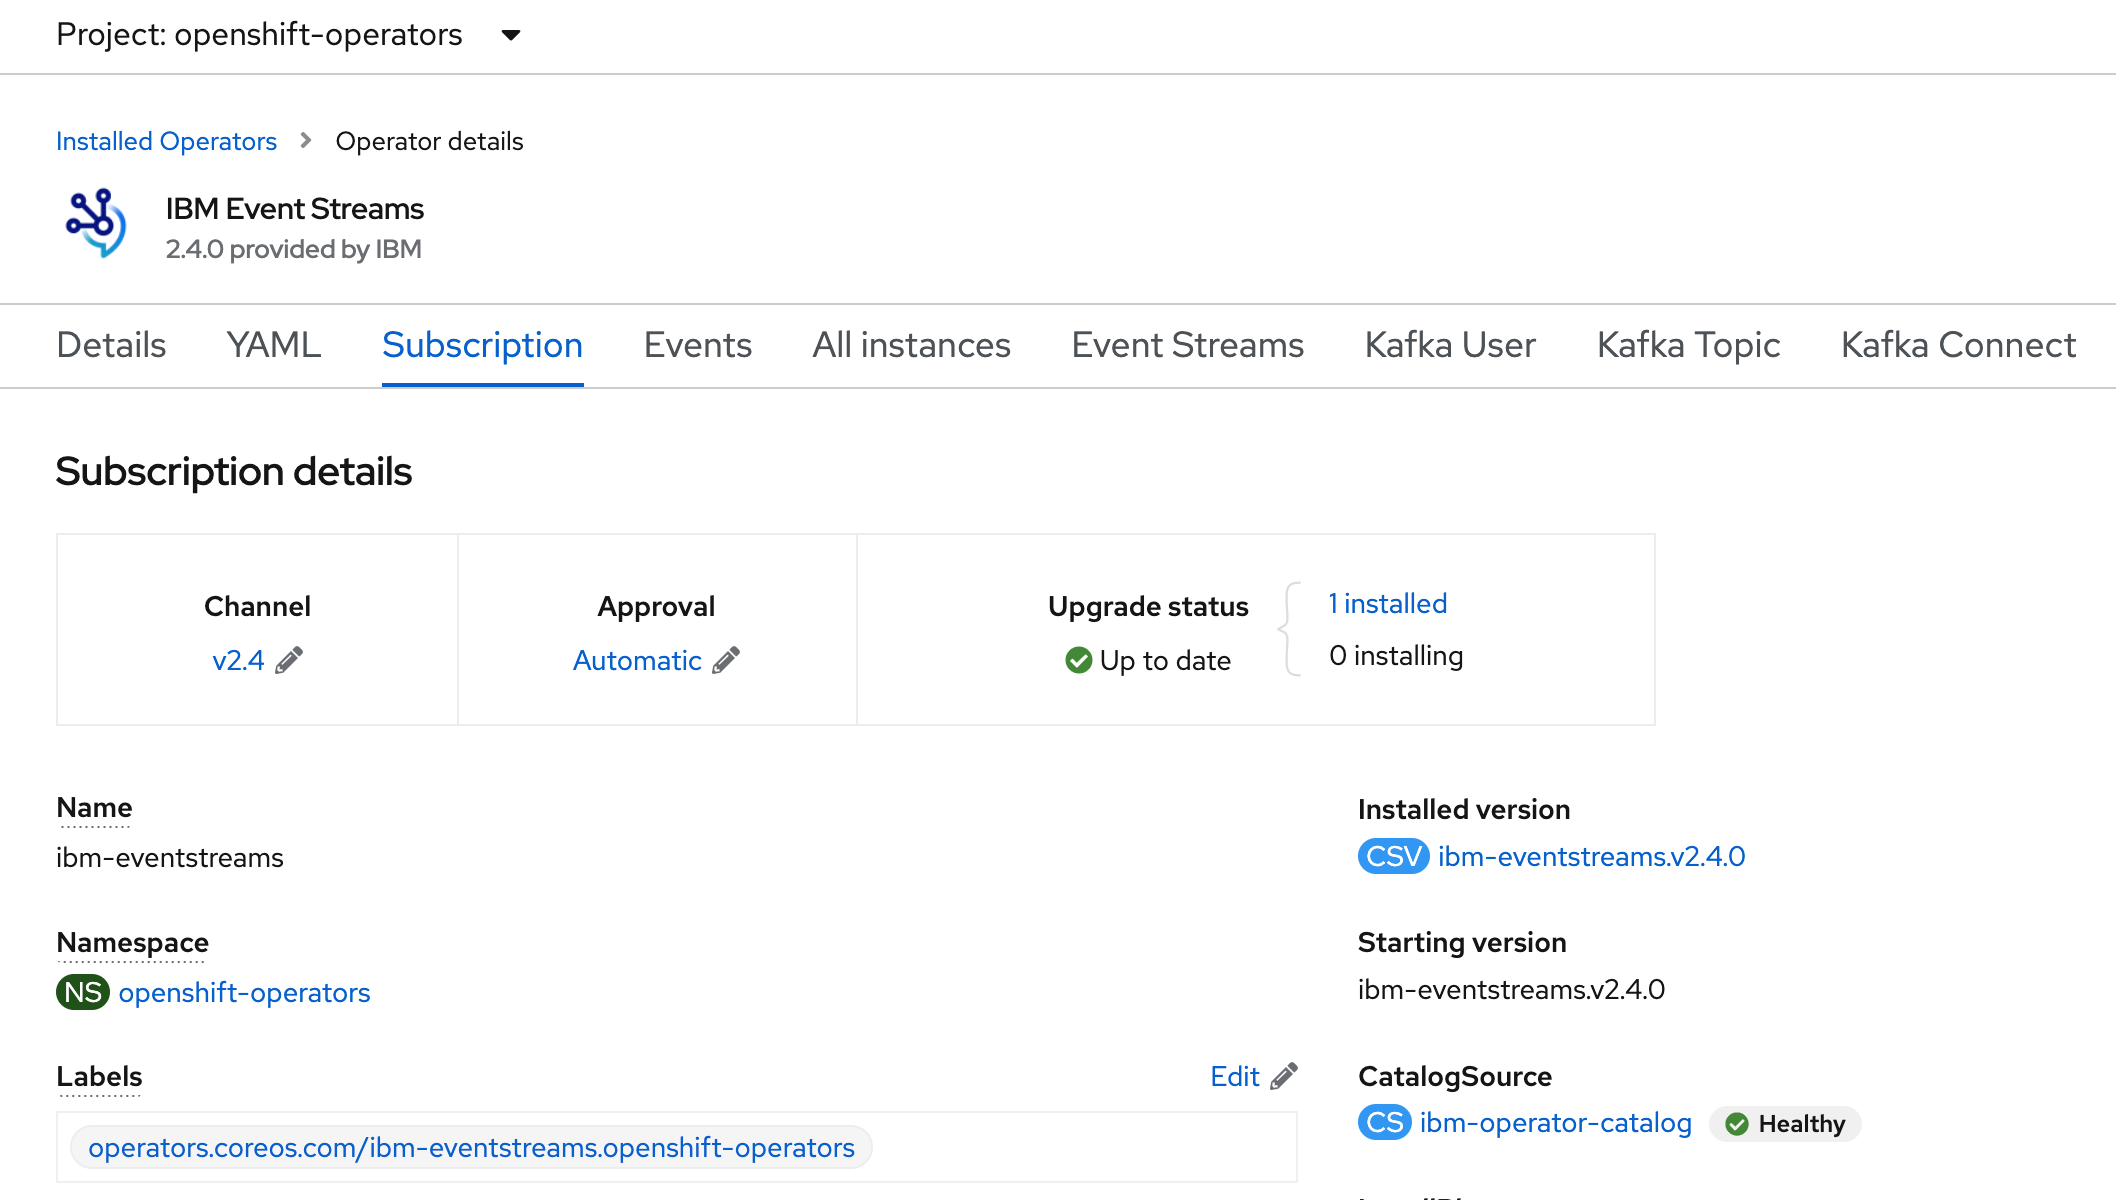 Project: openshift-operators
Installed Operators > Operator details
IBM Event Streams
2.4.0 provided by IBM
Details YAML Subscription Events All instances Event Streams Kafka User Kafka Topic Kafka Connect
Subscription details
Channel
v2.4
Approval
Automatic
Upgrade status
Up to date
1 installed
0 installing
Name
ibm-eventstreams
Namespace
NS openshift-operators
Labels
Edit
operators.coreos.com/ibm-eventstreams.openshift-operators
Installed version
CSV ibm-eventstreams.v2.4.0
Starting version
ibm-eventstreams.v2.4.0
CatalogSource
CS ibm-operator-catalog Healthy